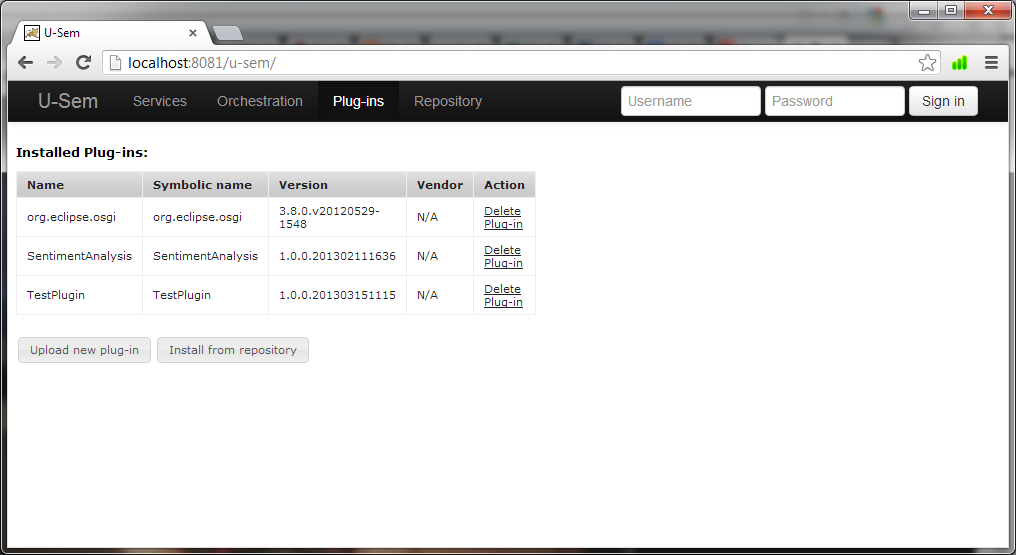 U-Sem
localhost:8081/u-sem/
U-Sem Services Orchestration Plug-ins Repository Username Password Sign in
Installed Plug-ins:
Name Symbolic name Version Vendor Action
org.eclipse.osgi org.eclipse.osgi 3.8.0.v20120529- N/A Delete
1548 Plug-in
SentimentAnalysis SentimentAnalysis 1.0.0.201302111636 N/A Delete
Plug-in
TestPlugin TestPlugin 1.0.0.201303151115 N/A Delete
Plug-in
Upload new plug-in Install from repository